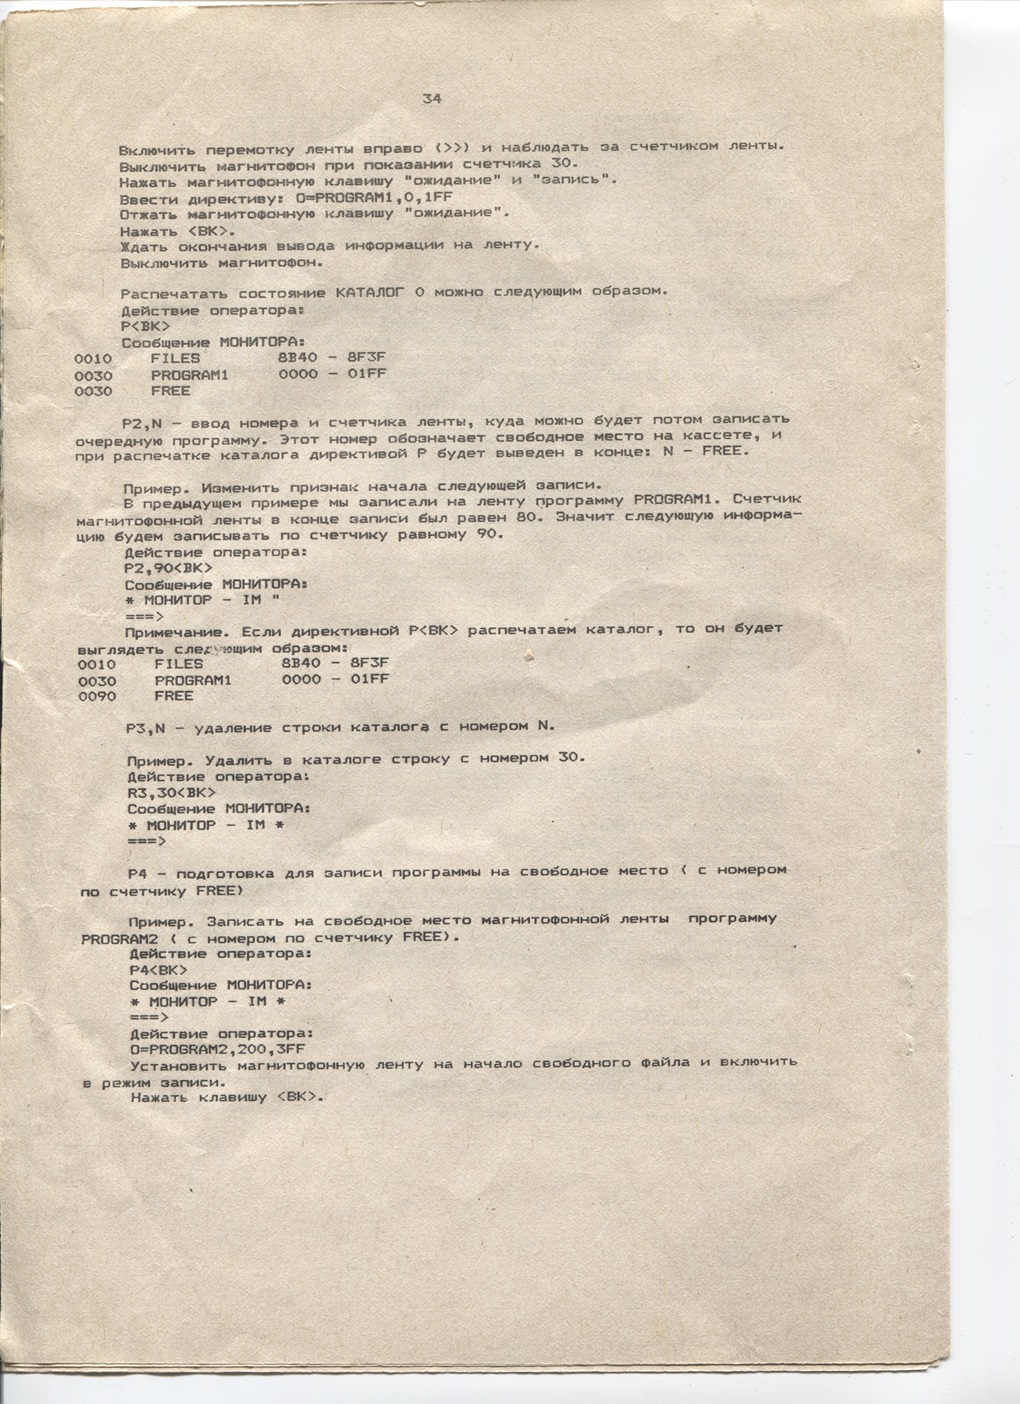 34
Включить перемотку ленты вправо (>>) и наблюдать за счетчиком ленты.
Выключить магнитофон при показании счетчика 30.
Нажать магнитофонную клавишу "ожидание" и "запись".
Ввести директиву: O=PROGRAM1,0,1FF
Отжать магнитофонную клавишу "ожидание".
Нажать <ВК>.
Ждать окончания вывода информации на ленту.
Выключить магнитофон.
Распечатать состояние КАТАЛОГ 0 можно следующим образом.
Действие оператора:
P<ВК>
Сообщение МОНИТОРА:
0010 FILES 8B40 - 8F3F
0030 PROGRAM1 0000 - 01FF
0030 FREE
P2,N - ввод номера и счетчика ленты, куда можно будет потом записать
очередную программу. Этот номер обозначает свободное место на кассете, и
при распечатке каталога директивой P будет выведен в конце: N - FREE.
Пример. Изменить признак начала следующей записи.
В предыдущем примере мы записали на ленту программу PROGRAM1. Счетчик
магнитофонной ленты в конце записи был равен 80. Значит следующую информа-
цию будем записывать по счетчику равному 90.
Действие оператора:
P2,90<ВК>
Сообщение МОНИТОРА:
* МОНИТОР - IM "
===>
Примечание. Если директивной P<ВК> распечатаем каталог, то он будет
выглядеть следующим образом:
0010 FILES 8B40 - 8F3F
0030 PROGRAM1 0000 - 01FF
0090 FREE
P3,N - удаление строки каталога с номером N.
Пример. Удалить в каталоге строку с номером 30.
Действие оператора:
R3,30<ВК>
Сообщение МОНИТОРА:
* МОНИТОР - IM *
===>
P4 - подготовка для записи программы на свободное место ( с номером
по счетчику FREE)
Пример. Записать на свободное место магнитофонной ленты программу
PROGRAM2 ( с номером по счетчику FREE).
Действие оператора:
P4<ВК>
Сообщение МОНИТОРА:
* МОНИТОР - IM *
===>
Действие оператора:
O=PROGRAM2,200,3FF
Установить магнитофонную ленту на начало свободного файла и включить
в режим записи.
Нажать клавишу <ВК>.